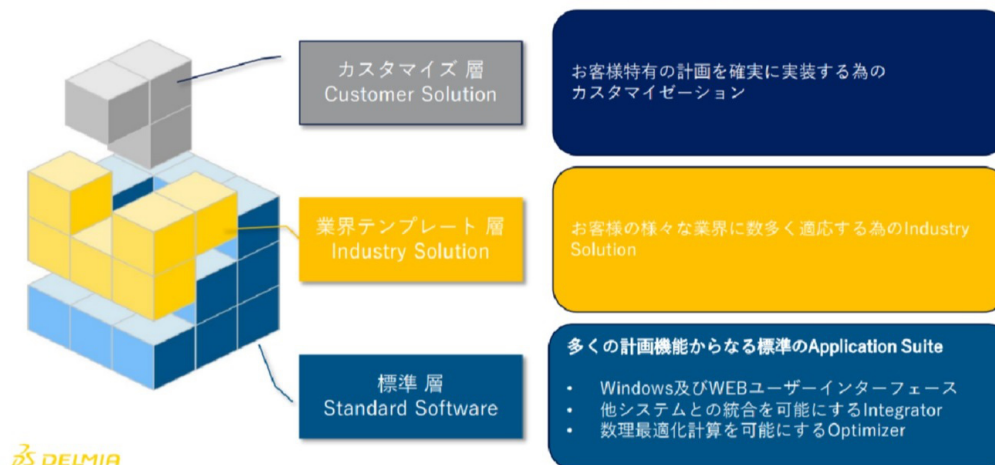 カスタマイズ 層
Customer Solution
お客様特有の計画を確実に実装する為の
カスタマイゼーション
業界テンプレート 層
Industry Solution
お客様の様々な業界に数多く適応する為のIndustry
Solution
標準 層
Standard Software
多くの計画機能からなる標準のApplication Suite
• Windows及びWEBユーザーインターフェース
• 他システムとの統合を可能にするIntegrator
• 数理最適化計算を可能にするOptimizer
DELMIA